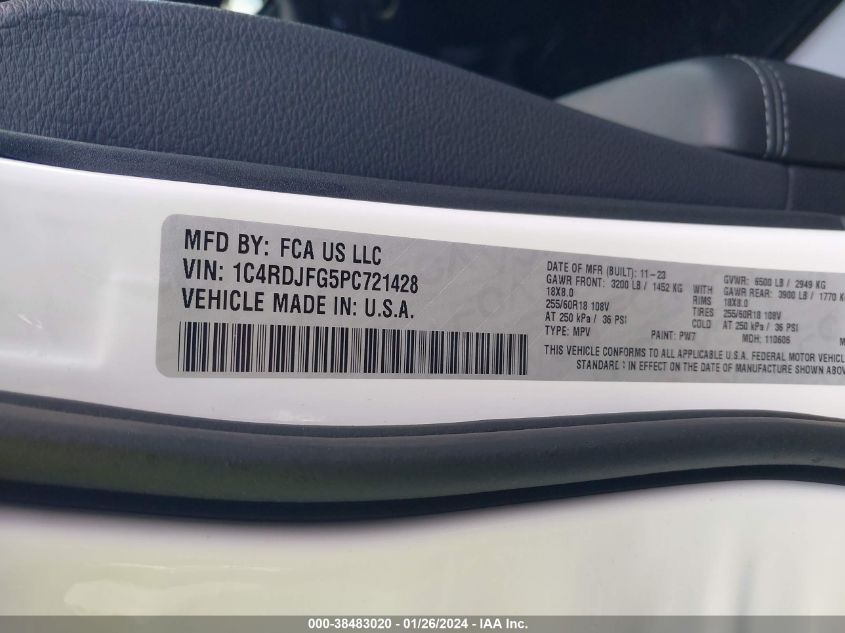 MFD BY: FCA US LLC
VIN: 1C4RDJFG5PC721428
VEHICLE MADE IN: U.S.A.
DATE OF MFR (BUILT): 11-23 GVWR: 6500 LB / 2949 KG
GAWR FRONT: 3200 LB / 1452 KG WITH GAWR REAR: 3900 LB / 1770 KG
18X8.0 RIMS 18X8.0
255/60R18 108V TIRES 255/60R18 108V
AT 250 kPa / 36 PSI COLD AT 250 kPa / 36 PSI
TYPE: MPV PAINT: PW7 MDH: 110605
THIS VEHICLE CONFORMS TO ALL APPLICABLE U.S.A. FEDERAL MOTOR VEHICLE
IN EFFECT ON THE DATE OF MANUFACTURE SHOWN ABOV
000-38483020 - 01/26/2024 - IAA Inc.